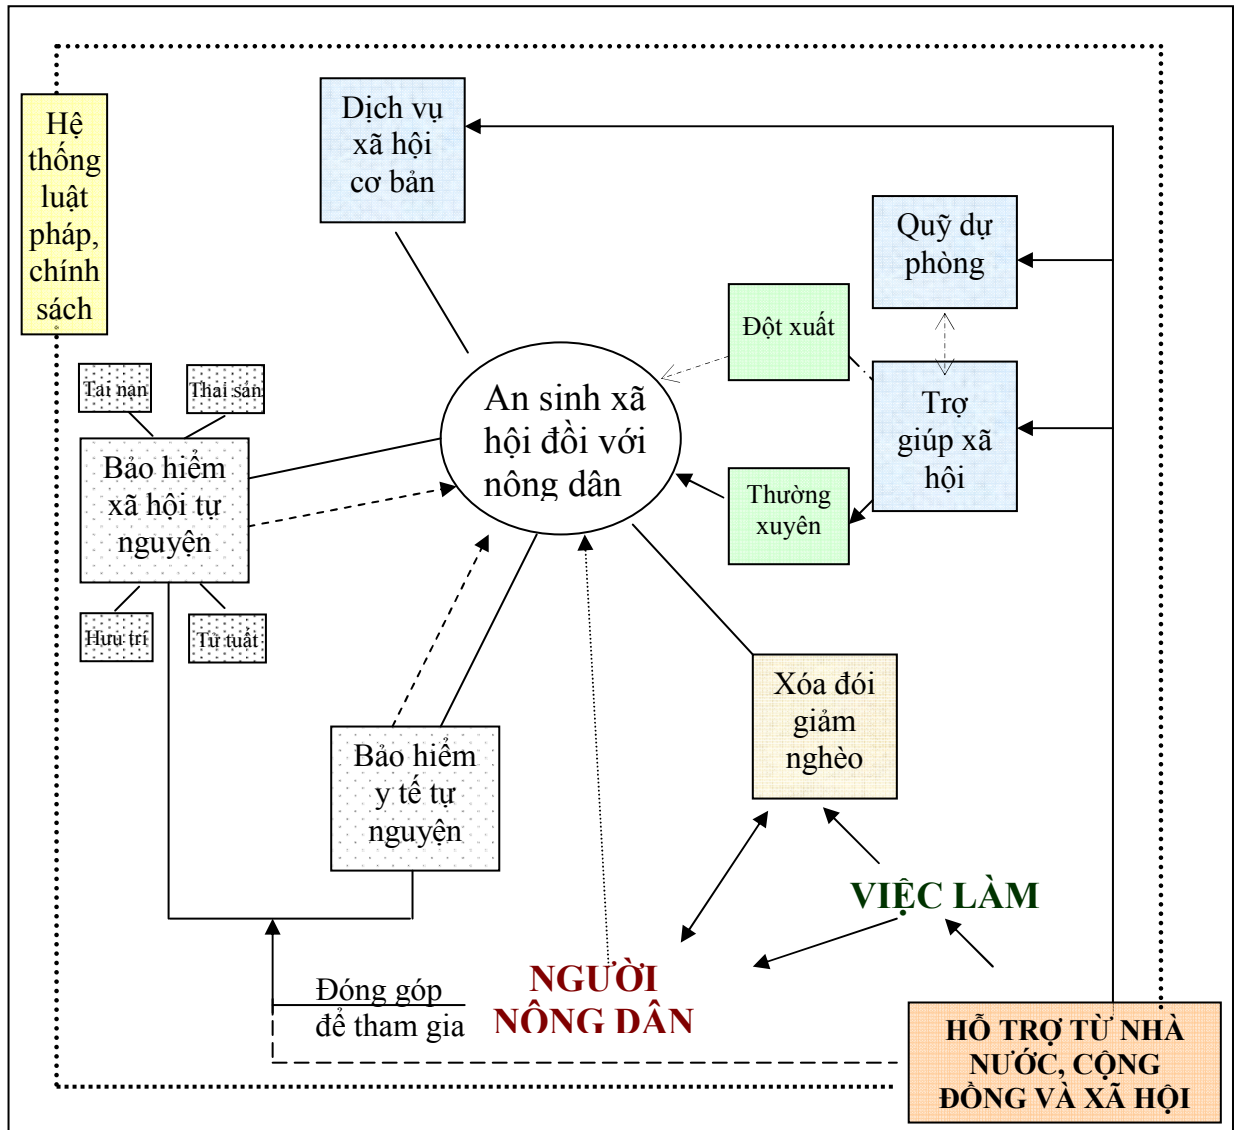 Hệ
thống
luật
pháp,
chính
sách
Dịch vụ
xã hội
cơ bản
Quỹ dự
phòng
Đột xuất
Trợ
giúp xã
hội
Thường
xuyên
An sinh xã
hội đồi với
nông dân
Tai nạn
Thai sản
Bảo hiểm
xã hội tự
nguyện
Hưu trí
Tử tuất
Bảo hiểm
y tế tự
nguyện
Xóa đói
giảm
nghèo
VIỆC LÀM
NGƯỜI
NÔNG DÂN
Đóng góp
để tham gia
HỖ TRỢ TỪ NHÀ
NƯỚC, CỘNG
ĐỒNG VÀ XÃ HỘI